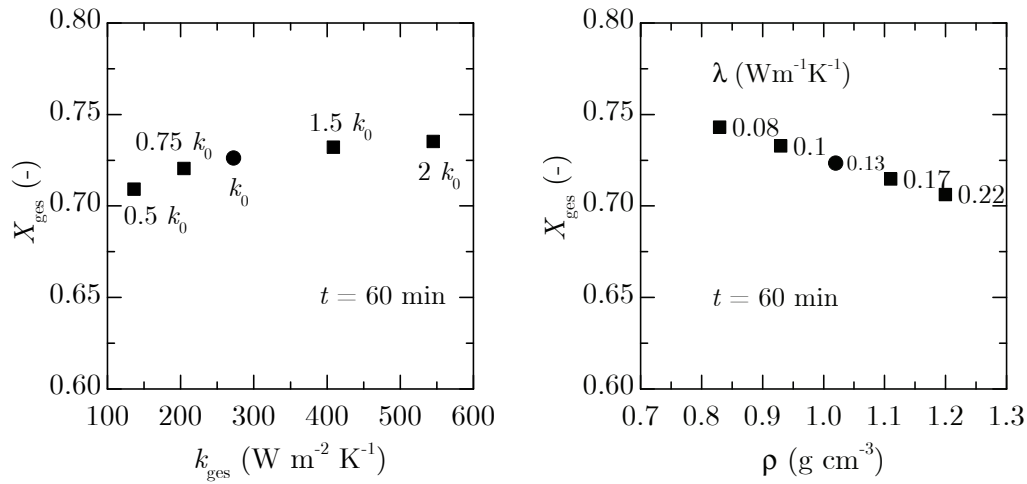 0.80
0.75
0.70
0.65
0.60
X_ges (-)
0.5 k_0
0.75 k_0
k_0
1.5 k_0
2 k_0
t = 60 min
100 200 300 400 500 600
k_ges (W m⁻² K⁻¹)
0.80
0.75
0.70
0.65
0.60
X_ges (-)
λ (Wm⁻¹K⁻¹)
0.08
0.1
0.13
0.17
0.22
t = 60 min
0.7 0.8 0.9 1.0 1.1 1.2 1.3
ρ (g cm⁻³)